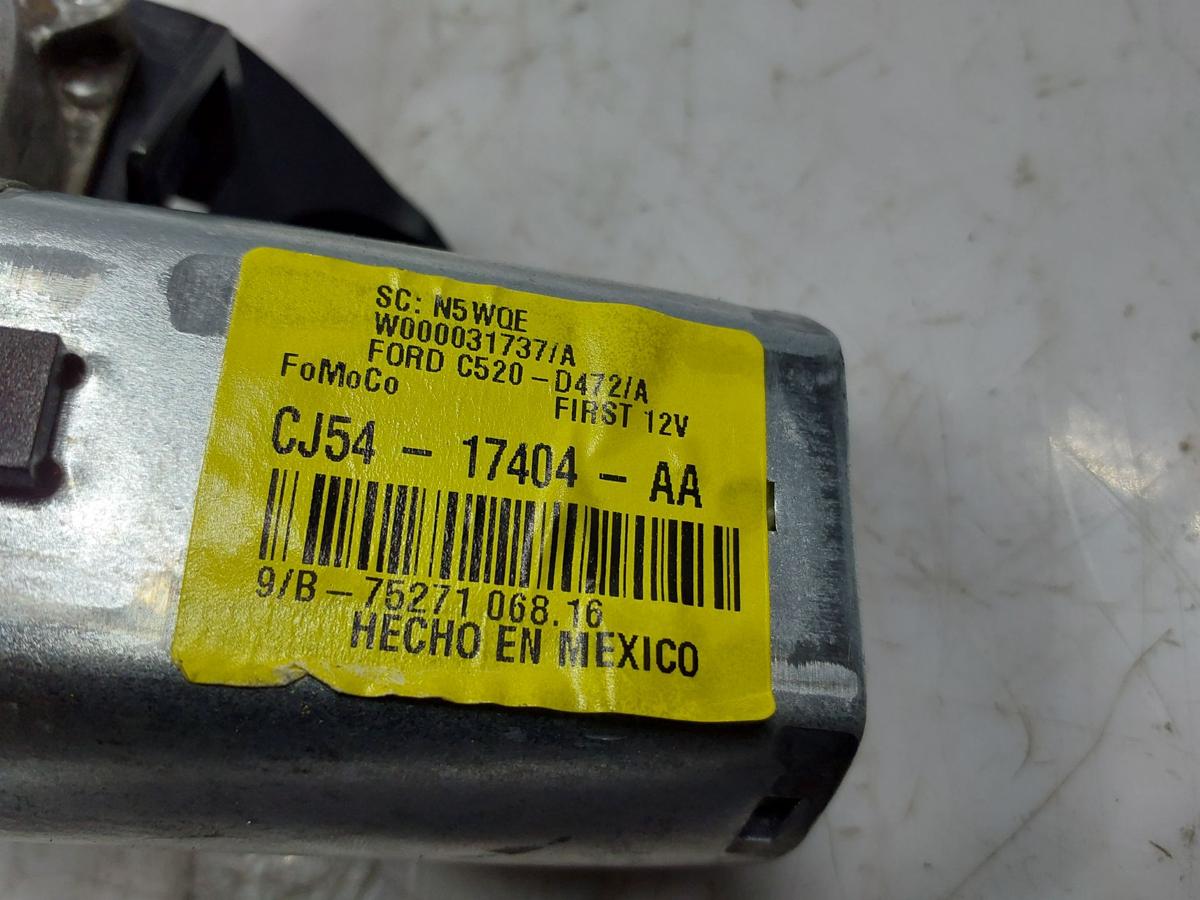 SC: N5WQE
W000031737/A
FORD C520-D472/A
FoMoCo FIRST 12V
CJ54 - 17404 - AA
9/B-75271 068.16
HECHO EN MEXICO